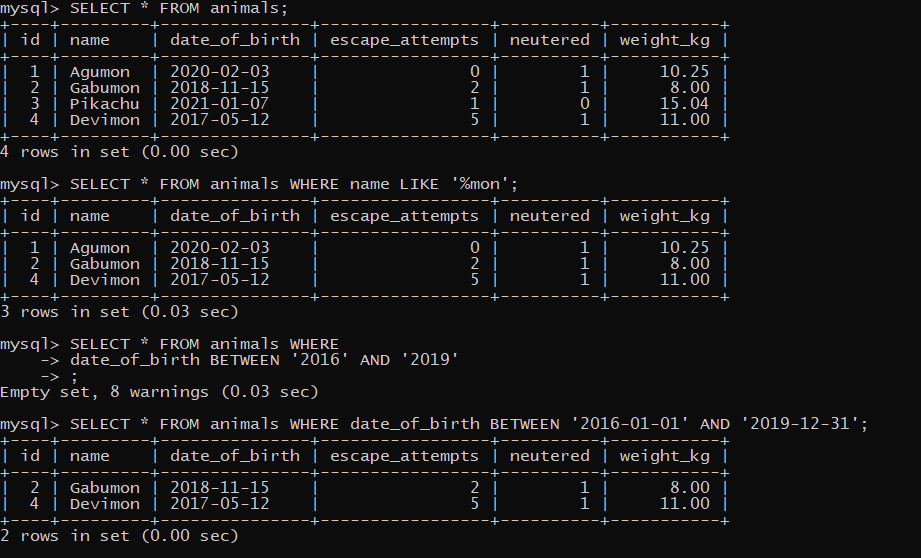 mysql> SELECT * FROM animals;
+----+---------+---------------+-----------------+----------+-----------+
| id | name    | date_of_birth | escape_attempts | neutered | weight_kg |
+----+---------+---------------+-----------------+----------+-----------+
|  1 | Agumon  | 2020-02-03    |               0 |        1 |     10.25 |
|  2 | Gabumon | 2018-11-15    |               2 |        1 |      8.00 |
|  3 | Pikachu | 2021-01-07    |               1 |        0 |     15.04 |
|  4 | Devimon | 2017-05-12    |               5 |        1 |     11.00 |
+----+---------+---------------+-----------------+----------+-----------+
4 rows in set (0.00 sec)

mysql> SELECT * FROM animals WHERE name LIKE '%mon';
+----+---------+---------------+-----------------+----------+-----------+
| id | name    | date_of_birth | escape_attempts | neutered | weight_kg |
+----+---------+---------------+-----------------+----------+-----------+
|  1 | Agumon  | 2020-02-03    |               0 |        1 |     10.25 |
|  2 | Gabumon | 2018-11-15    |               2 |        1 |      8.00 |
|  4 | Devimon | 2017-05-12    |               5 |        1 |     11.00 |
+----+---------+---------------+-----------------+----------+-----------+
3 rows in set (0.03 sec)

mysql> SELECT * FROM animals WHERE
    -> date_of_birth BETWEEN '2016' AND '2019'
    -> ;
Empty set, 8 warnings (0.03 sec)

mysql> SELECT * FROM animals WHERE date_of_birth BETWEEN '2016-01-01' AND '2019-12-31';
+----+---------+---------------+-----------------+----------+-----------+
| id | name    | date_of_birth | escape_attempts | neutered | weight_kg |
+----+---------+---------------+-----------------+----------+-----------+
|  2 | Gabumon | 2018-11-15    |               2 |        1 |      8.00 |
|  4 | Devimon | 2017-05-12    |               5 |        1 |     11.00 |
+----+---------+---------------+-----------------+----------+-----------+
2 rows in set (0.00 sec)